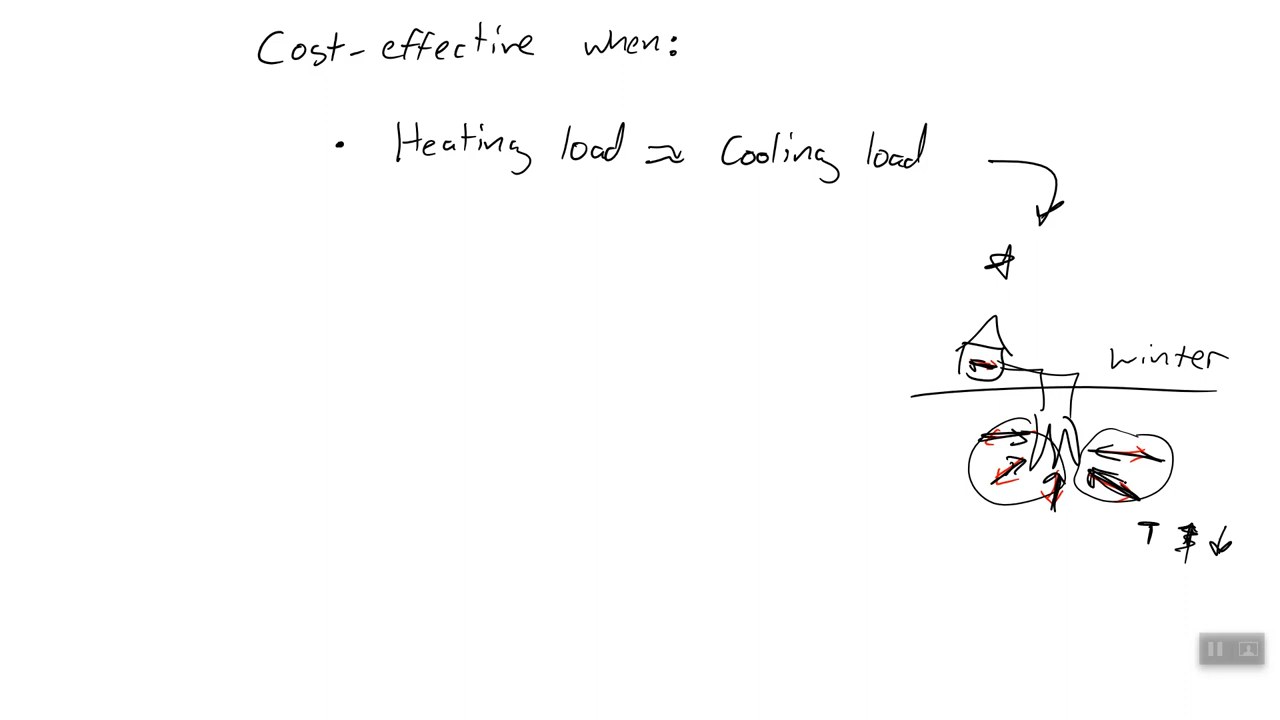 Cost-effective when:
• Heating load ≈ Cooling load
winter
T ↓